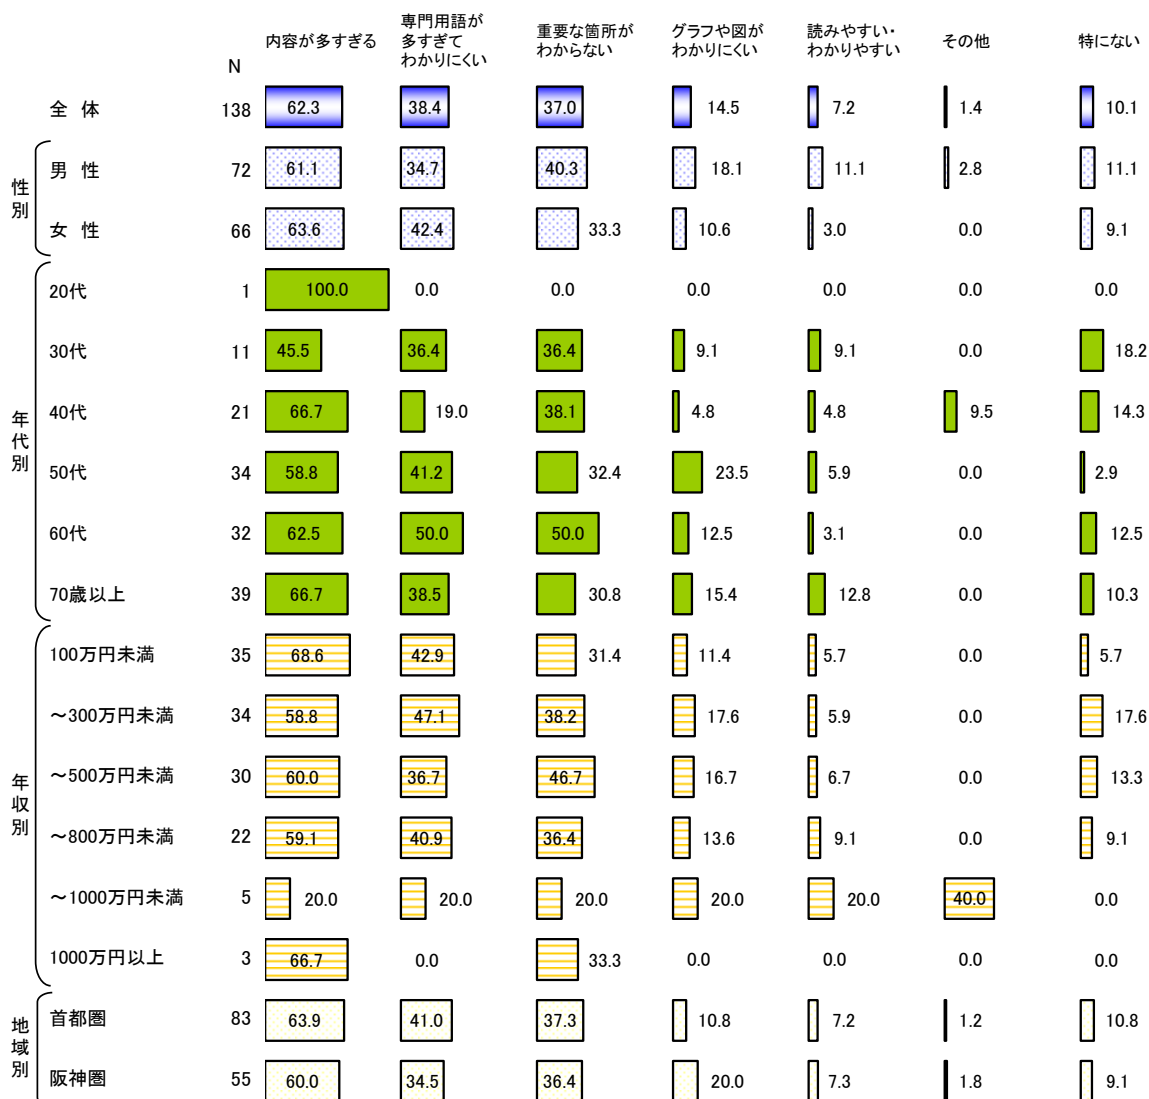 内容が多すぎる
専門用語が
多すぎて
わかりにくい
重要な箇所が
わからない
グラフや図が
わかりにくい
読みやすい・
わかりやすい
その他
特にない
N
全 体 138 62.3 38.4 37.0 14.5 7.2 1.4 10.1
性別
男 性 72 61.1 34.7 40.3 18.1 11.1 2.8 11.1
女 性 66 63.6 42.4 33.3 10.6 3.0 0.0 9.1
年代別
20代 1 100.0 0.0 0.0 0.0 0.0 0.0 0.0
30代 11 45.5 36.4 36.4 9.1 9.1 0.0 18.2
40代 21 66.7 19.0 38.1 4.8 4.8 9.5 14.3
50代 34 58.8 41.2 32.4 23.5 5.9 0.0 2.9
60代 32 62.5 50.0 50.0 12.5 3.1 0.0 12.5
70歳以上 39 66.7 38.5 30.8 15.4 12.8 0.0 10.3
年収別
100万円未満 35 68.6 42.9 31.4 11.4 5.7 0.0 5.7
～300万円未満 34 58.8 47.1 38.2 17.6 5.9 0.0 17.6
～500万円未満 30 60.0 36.7 46.7 16.7 6.7 0.0 13.3
～800万円未満 22 59.1 40.9 36.4 13.6 9.1 0.0 9.1
～1000万円未満 5 20.0 20.0 20.0 20.0 20.0 40.0 0.0
1000万円以上 3 66.7 0.0 33.3 0.0 0.0 0.0 0.0
地域別
首都圏 83 63.9 41.0 37.3 10.8 7.2 1.2 10.8
阪神圏 55 60.0 34.5 36.4 20.0 7.3 1.8 9.1